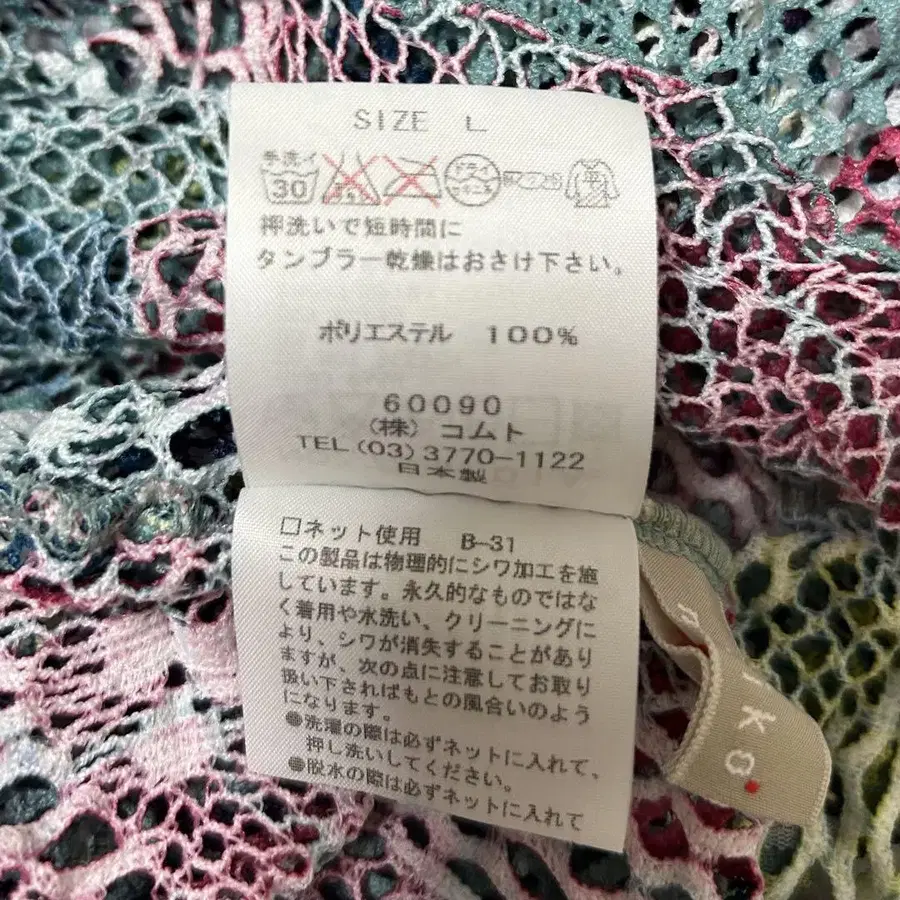 SIZE L
手洗イ
30
ドライ
平
押洗いで短時間に
タンブラー乾燥はおさけ下さい。
ポリエステル 100%
60090
(株)コムト
TEL(03)3770-1122
日本製
□ネット使用 B-31
この製品は物理的にシワ加工を施
しています。永久的なものではな
く着用や水洗い、クリーニングに
より、シワが消失することがあり
ますが、次の点に注意してお取り
扱い下さればもとの風合いのよう
になります。
●洗濯の際は必ずネットに入れて、
押し洗いしてください。
●脱水の際は必ずネットに入れて